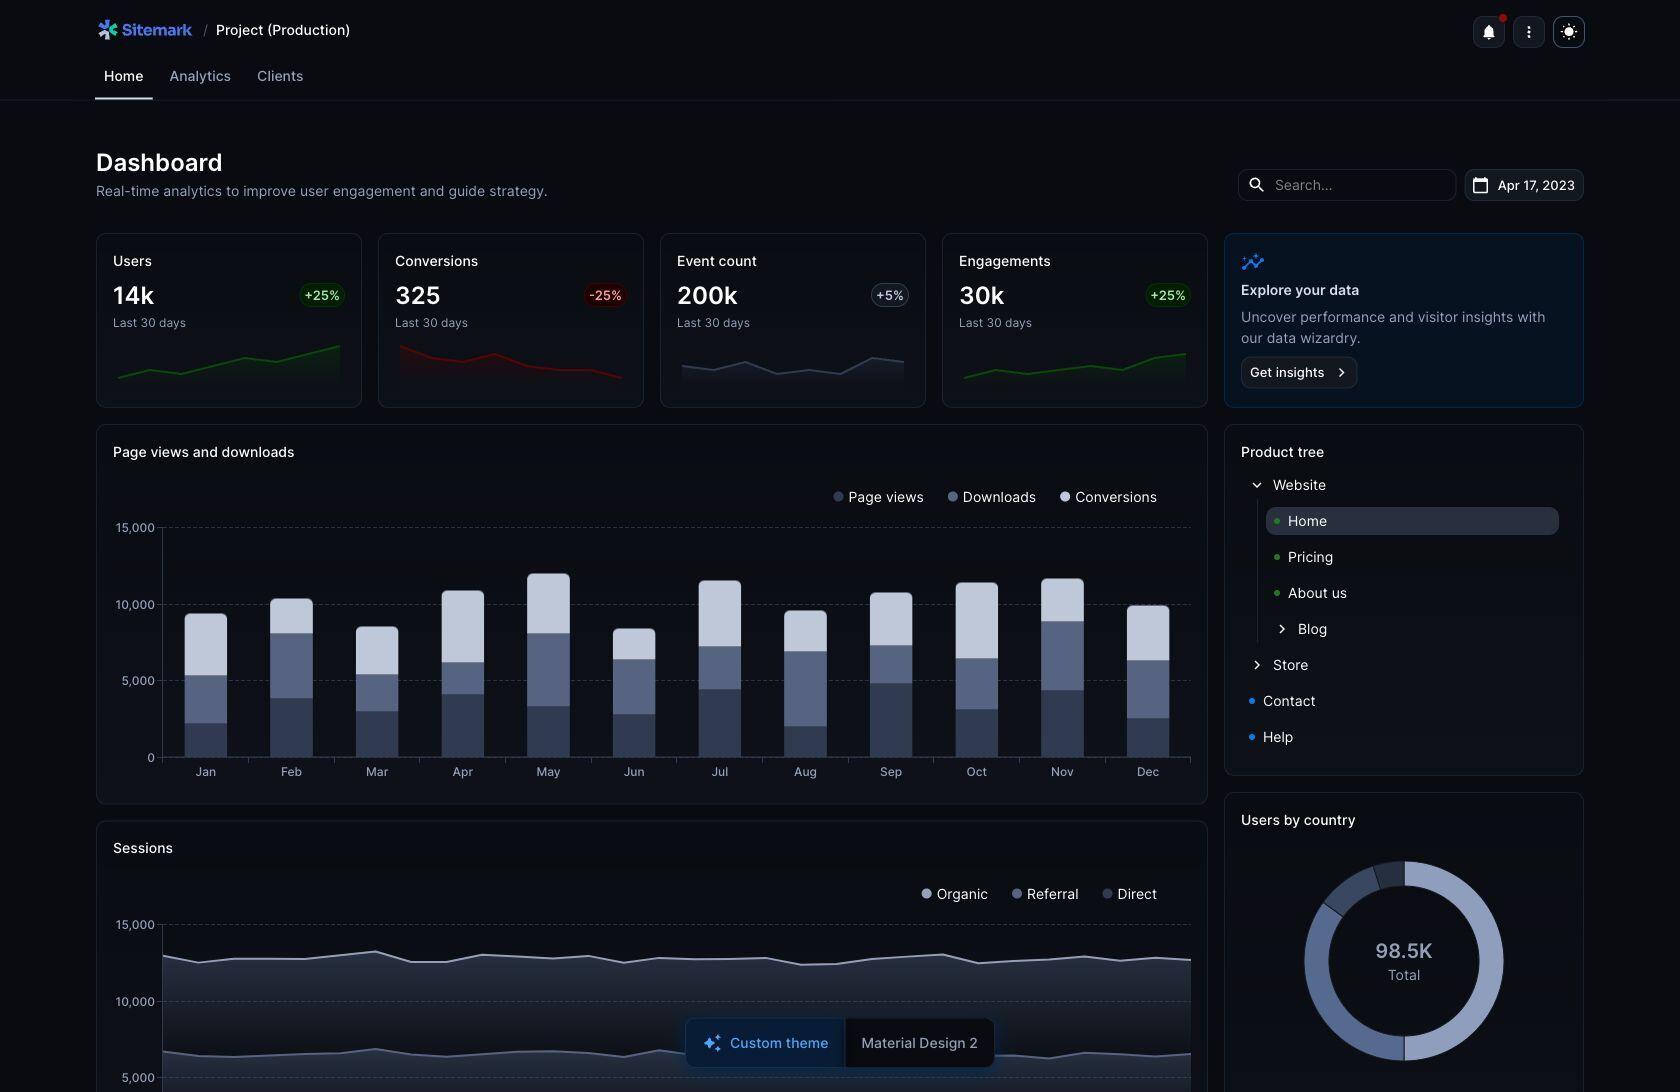 Sitemark / Project (Production)
Home Analytics Clients
Dashboard
Real-time analytics to improve user engagement and guide strategy.
Search...
Apr 17, 2023
Users
14k +25%
Last 30 days
Conversions
325 -25%
Last 30 days
Event count
200k +5%
Last 30 days
Engagements
30k +25%
Last 30 days
Explore your data
Uncover performance and visitor insights with
our data wizardry.
Get insights
Page views and downloads
Page views Downloads Conversions
15,000
10,000
5,000
0
Jan Feb Mar Apr May Jun Jul Aug Sep Oct Nov Dec
Product tree
Website
Home
Pricing
About us
Blog
Store
Contact
Help
Sessions
Organic Referral Direct
15,000
10,000
5,000
Users by country
98.5K
Total
Custom theme Material Design 2